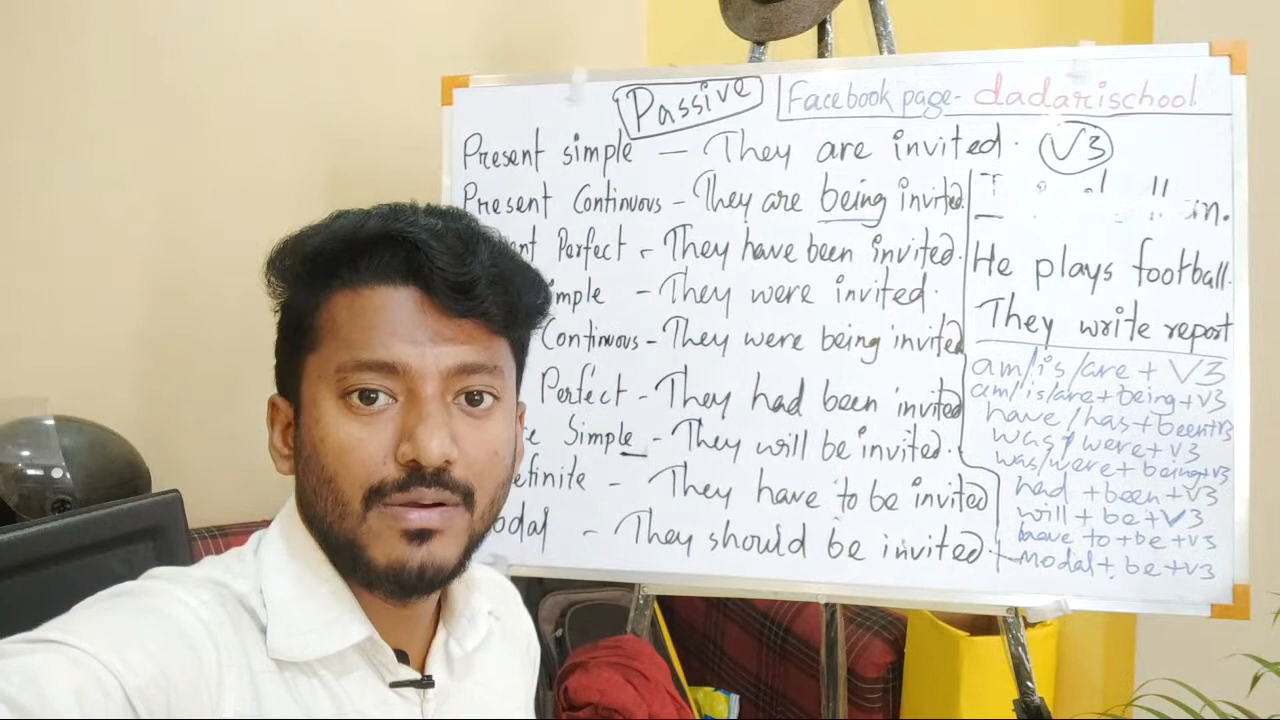 Passive
Facebook page- dadarischool
Present simple – They are invited. V3
Present Continuous – They are being invited.
nt Perfect - They have been invited.
imple - They were invited.
Continuous - They were being invited
Perfect - They had been invited
e Simple - They will be invited.
efinite - They have to be invited
odal - They should be invited.
He plays football.
They write report
am/is/are + V3
am/is/are+being+V3
have/has+been+V3
was/were+V3
was/were+being+V3
had +been+V3
will + be+V3
have to+be+V3
modal+ be+V3